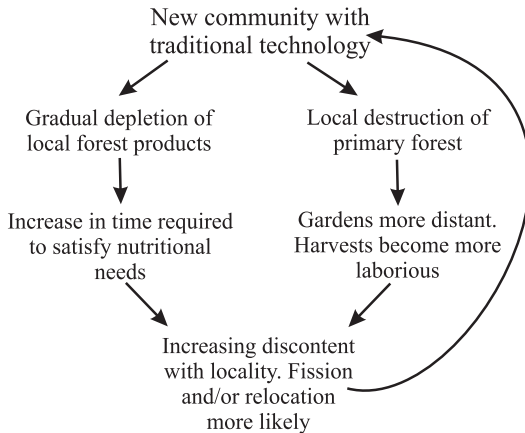 New community with
traditional technology
Gradual depletion of
local forest products
Local destruction of
primary forest
Increase in time required
to satisfy nutritional
needs
Gardens more distant.
Harvests become more
laborious
Increasing discontent
with locality. Fission
and/or relocation
more likely